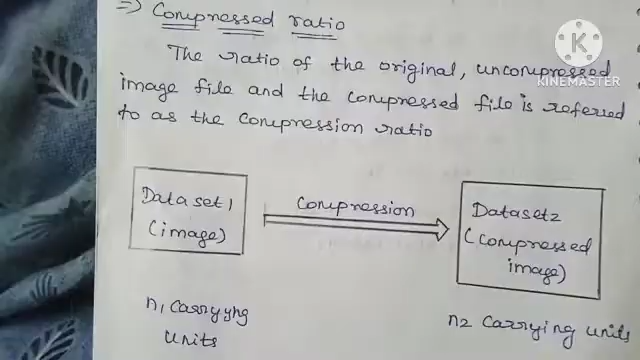 => Compressed ratio
The ratio of the original, uncompressed
image file and the compressed file is referred
to as the compression ratio
KINEMASTER
Dataset1
(image)
Compression
Dataset2
(compressed
image)
n1 carryyng
units
n2 carrying units